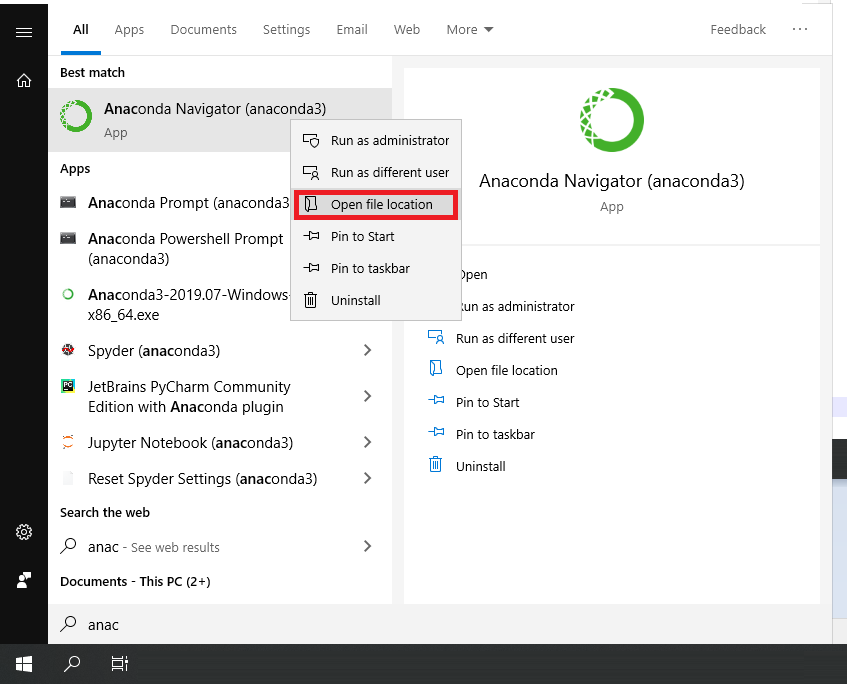 All Apps Documents Settings Email Web More Feedback ...
Best match
Anaconda Navigator (anaconda3)
App
Apps
Anaconda Prompt (anaconda3
Anaconda Powershell Prompt
(anaconda3)
Anaconda3-2019.07-Windows-
x86_64.exe
Spyder (anaconda3)
JetBrains PyCharm Community
Edition with Anaconda plugin
Jupyter Notebook (anaconda3)
Reset Spyder Settings (anaconda3)
Search the web
anac - See web results
Documents - This PC (2+)
anac
Run as administrator
Run as different user
Open file location
Pin to Start
Pin to taskbar
Uninstall
Anaconda Navigator (anaconda3)
App
Open
Run as administrator
Run as different user
Open file location
Pin to Start
Pin to taskbar
Uninstall